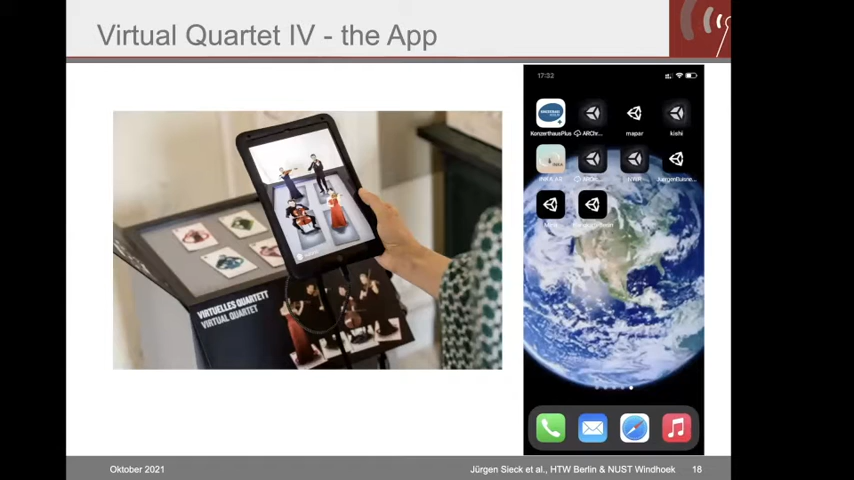 Virtual Quartet IV - the App
17:32
KonzerthausPlus
mapar
kishi
VIRTUELLES QUARTETT
VIRTUAL QUARTET
Oktober 2021
Jürgen Sieck et al., HTW Berlin & NUST Windhoek
18